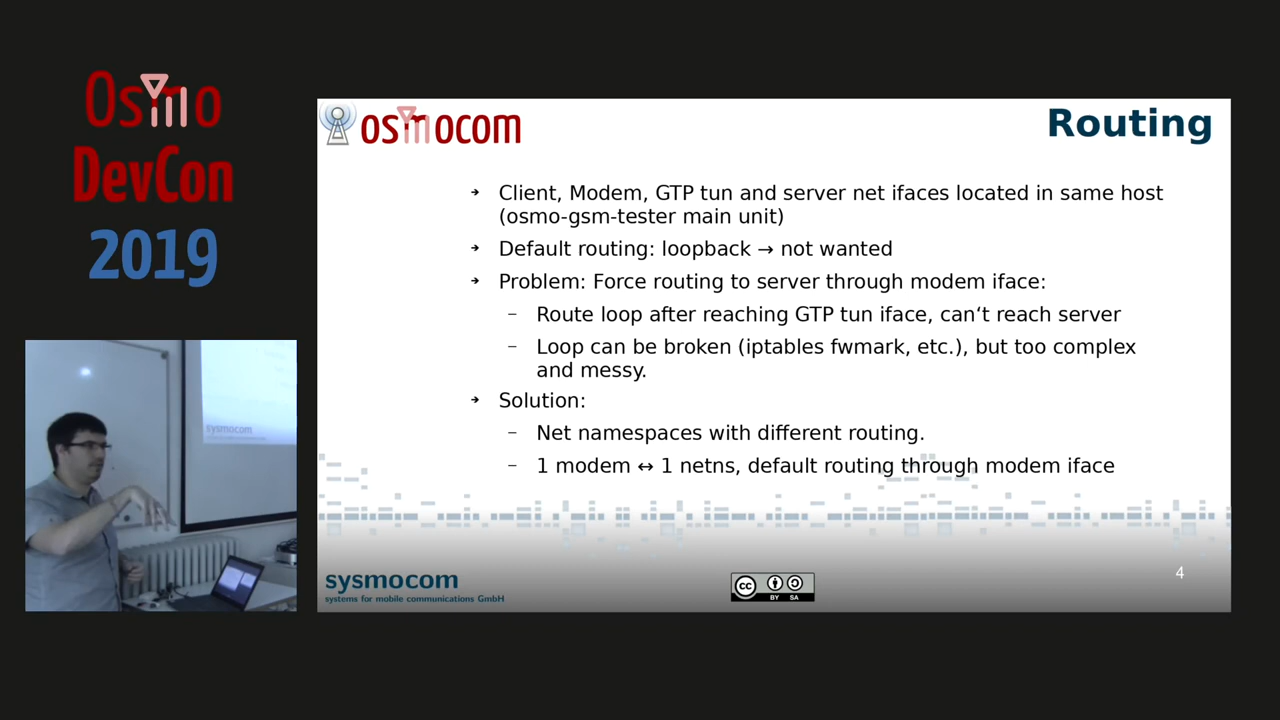 Osmo
DevCon
2019
osmocom
Routing
Client, Modem, GTP tun and server net ifaces located in same host
(osmo-gsm-tester main unit)
Default routing: loopback → not wanted
Problem: Force routing to server through modem iface:
– Route loop after reaching GTP tun iface, can‘t reach server
– Loop can be broken (iptables fwmark, etc.), but too complex
and messy.
Solution:
– Net namespaces with different routing.
– 1 modem ↔ 1 netns, default routing through modem iface
sysmocom
sysmocom
systems for mobile communications GmbH
cc
BY SA
4